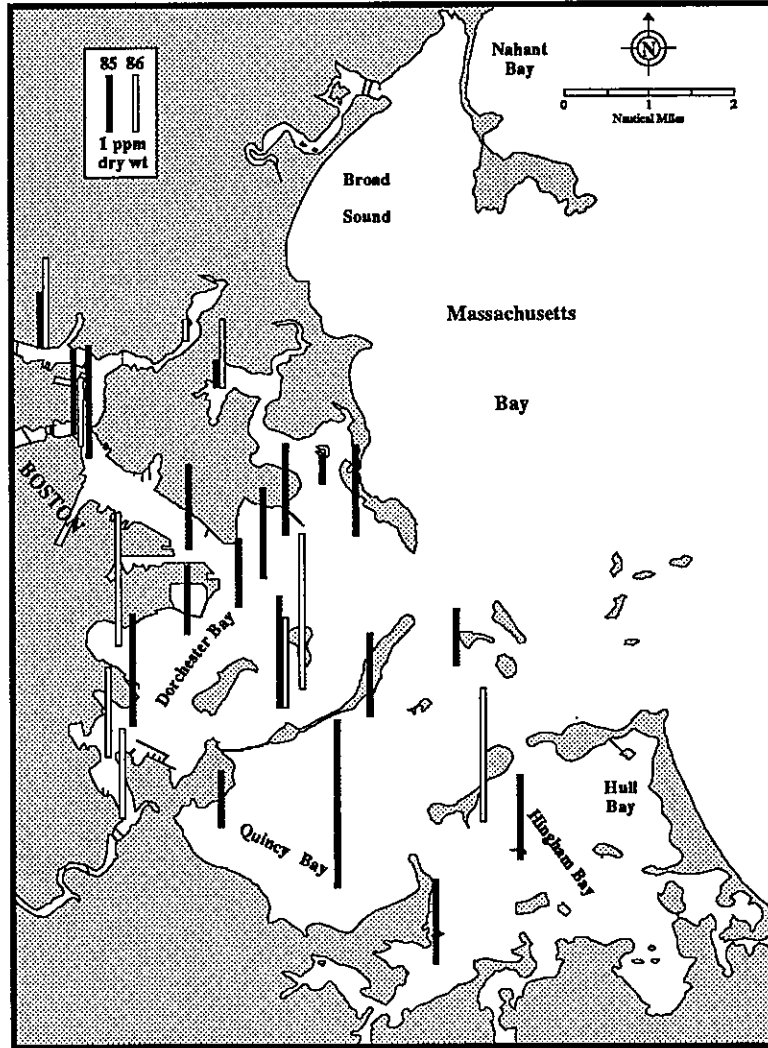 85 86
1 ppm
dry wt
Nahant
Bay
N
0 1 2
Nautical Miles
Broad
Sound
Massachusetts
Bay
BOSTON
Dorchester Bay
Quincy Bay
Hingham Bay
Hull
Bay